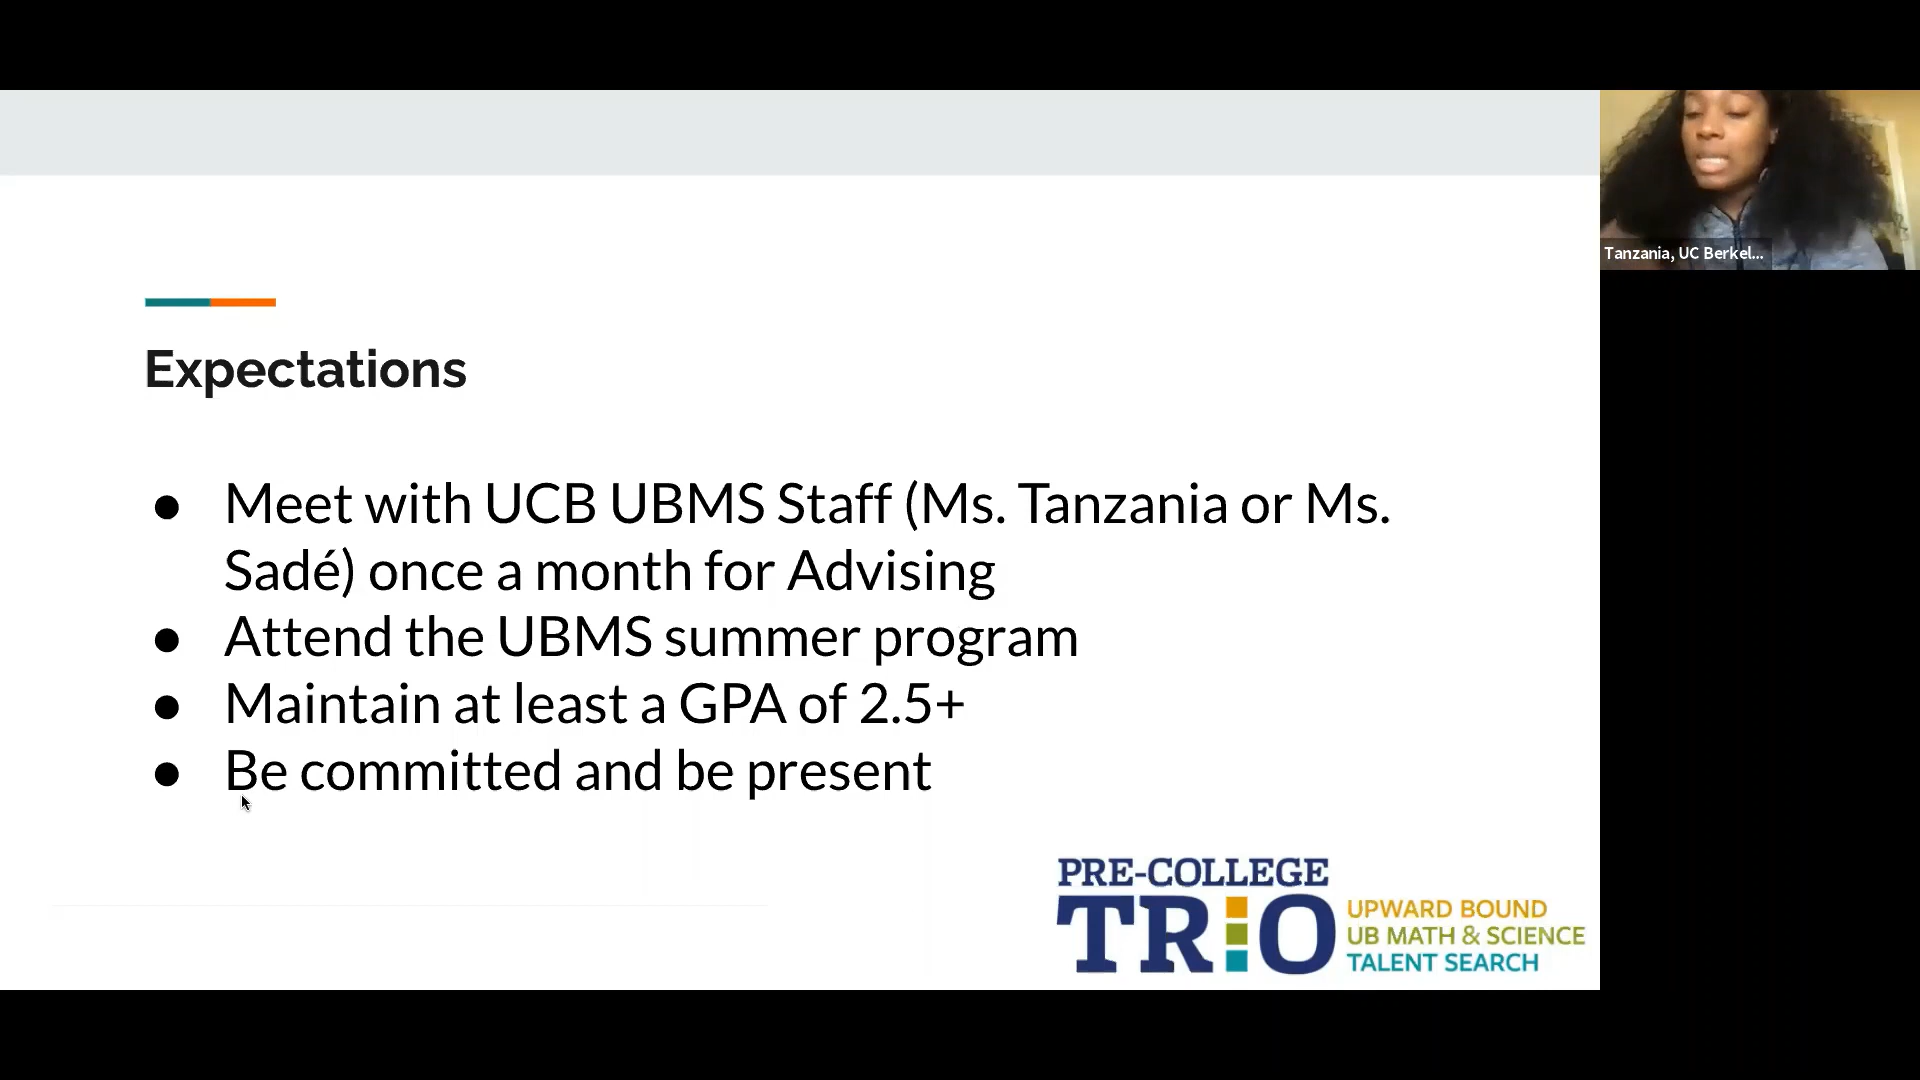 Tanzania, UC Berkel...
Expectations
● Meet with UCB UBMS Staff (Ms. Tanzania or Ms.
Sadé) once a month for Advising
● Attend the UBMS summer program
● Maintain at least a GPA of 2.5+
● Be committed and be present
PRE-COLLEGE
TRiO
UPWARD BOUND
UB MATH & SCIENCE
TALENT SEARCH